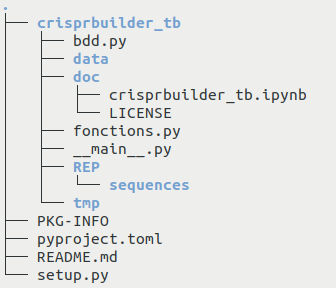 .
crisprbuilder_tb
bdd.py
data
doc
crisprbuilder_tb.ipynb
LICENSE
fonctions.py
__main__.py
REP
sequences
tmp
PKG-INFO
pyproject.toml
README.md
setup.py